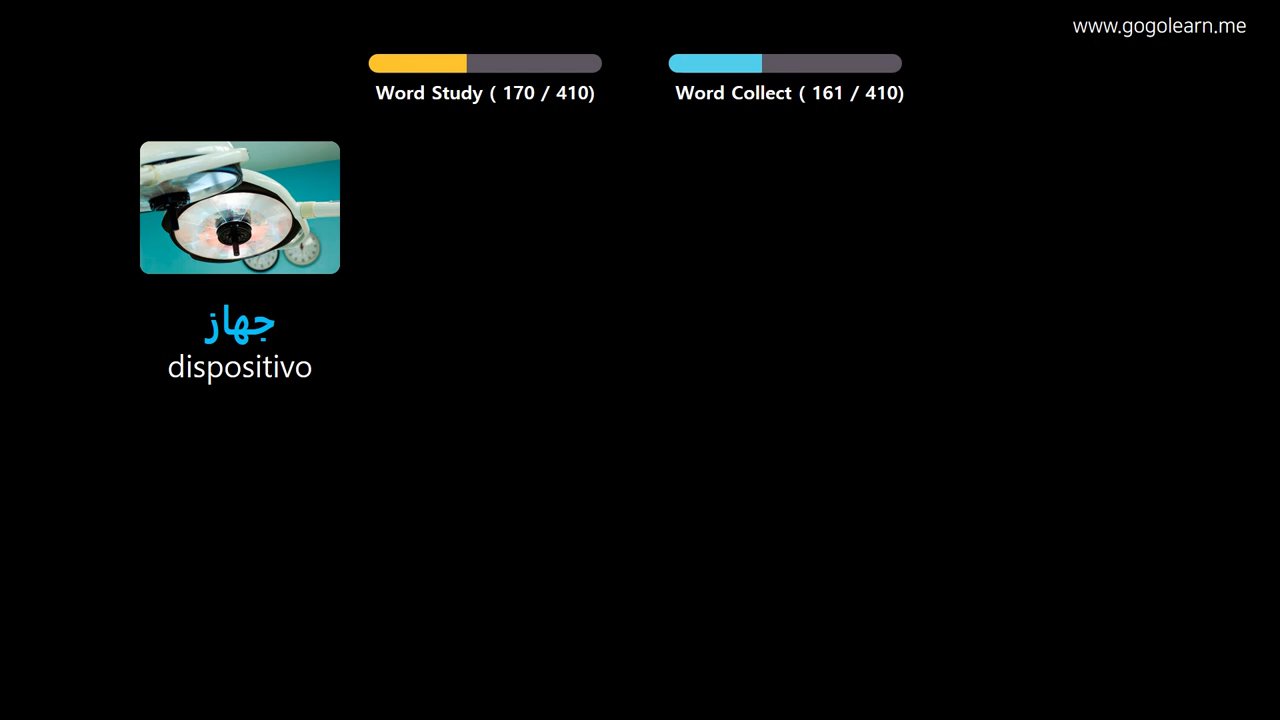 www.gogolearn.me
Word Study ( 170 / 410)
Word Collect ( 161 / 410)
جهاز
dispositivo